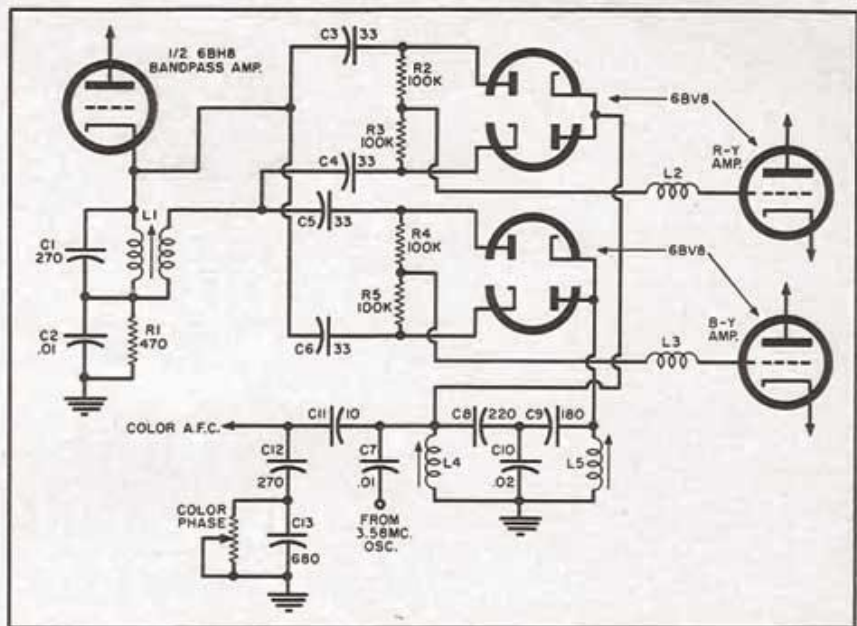 1/2 6BH8
BANDPASS AMP.
C3 33
R2
100K
6BV8
R-Y
AMP.
R3
100K
C4 33
L2
L1
C1
270
C5
33
R4
100K
6BV8
B-Y
AMP.
R5
100K
C2
.01
R1
470
C6 33
L3
COLOR A.F.C.
C11 10
C8 220
C9 180
C12
270
C7
.01
L4
C10
.02
L5
COLOR
PHASE
C13
680
FROM
3.58MC.
OSC.